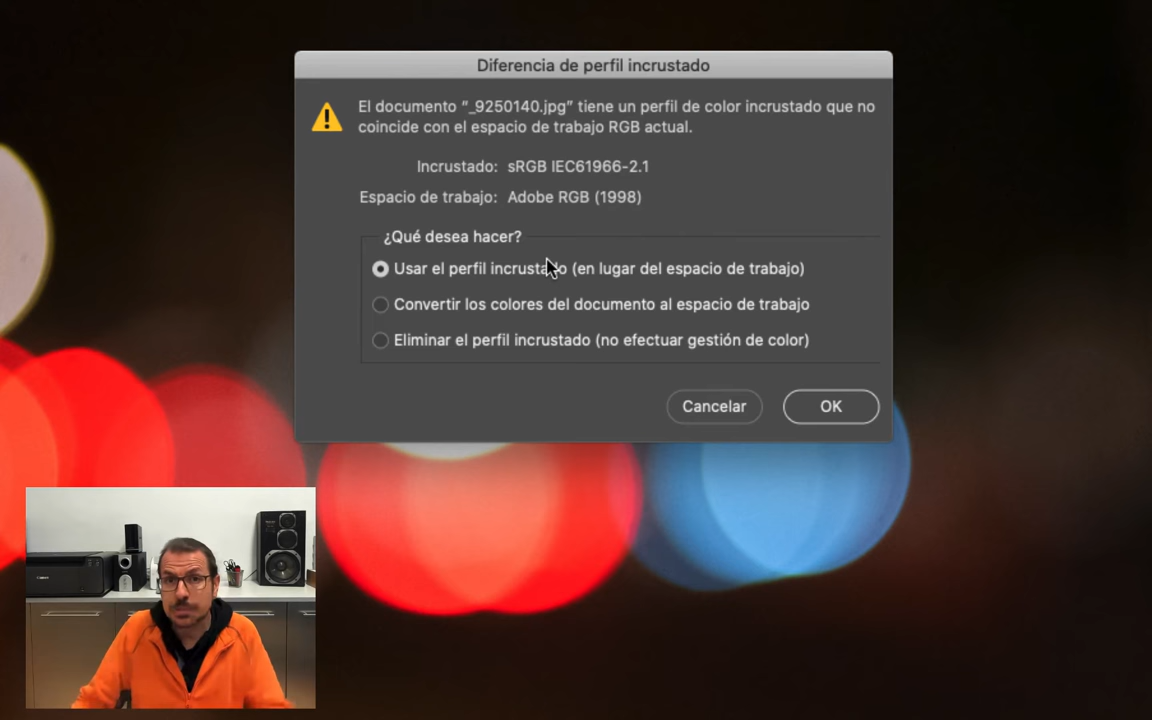 Diferencia de perfil incrustado
El documento “_9250140.jpg” tiene un perfil de color incrustado que no
coincide con el espacio de trabajo RGB actual.
Incrustado: sRGB IEC61966-2.1
Espacio de trabajo: Adobe RGB (1998)
¿Qué desea hacer?
Usar el perfil incrustado (en lugar del espacio de trabajo)
Convertir los colores del documento al espacio de trabajo
Eliminar el perfil incrustado (no efectuar gestión de color)
Cancelar OK
Canon